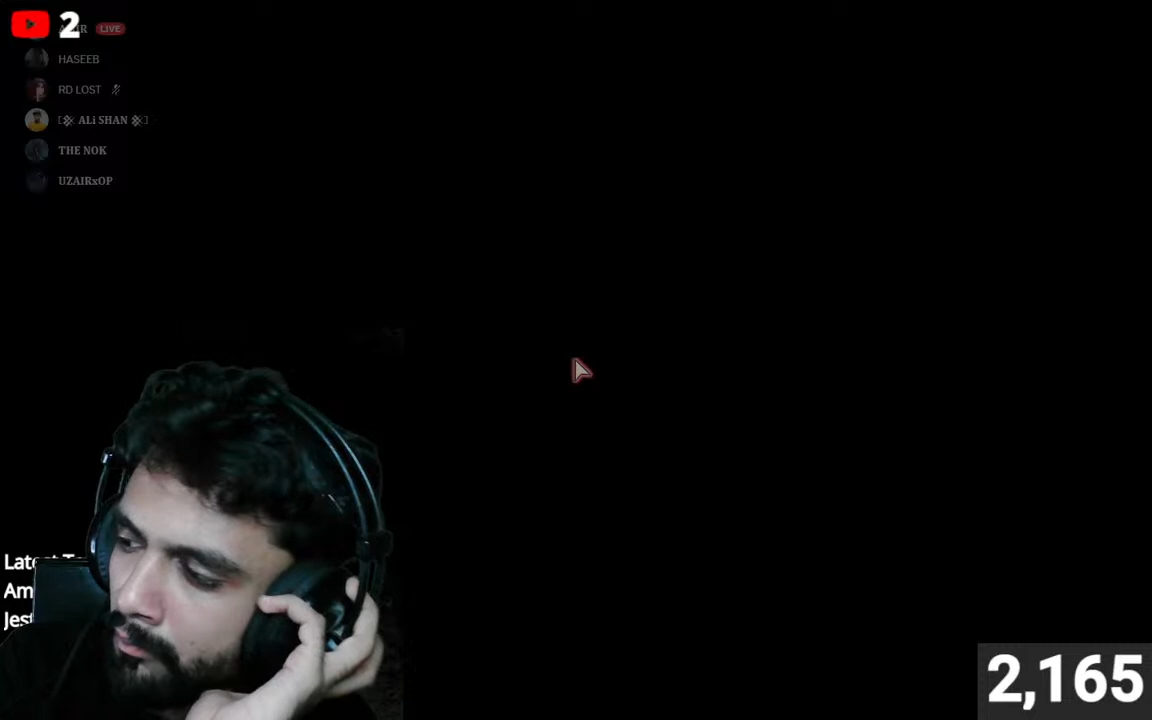 2
LIVE
HASEEB
RD LOST
[※ ALi SHAN ※]
THE NOK
UZAIRxOP
2,165